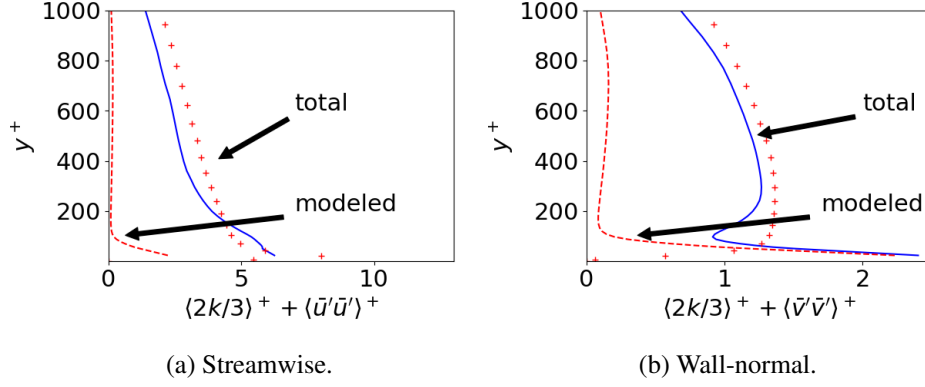 1000
800
600
400
200
y⁺
total
modeled
0
5
10
⟨2k/3⟩⁺ + ⟨ū′ū′⟩⁺
(a) Streamwise.
1000
800
600
400
200
y⁺
total
modeled
0
1
2
⟨2k/3⟩⁺ + ⟨v̄′v̄′⟩⁺
(b) Wall-normal.